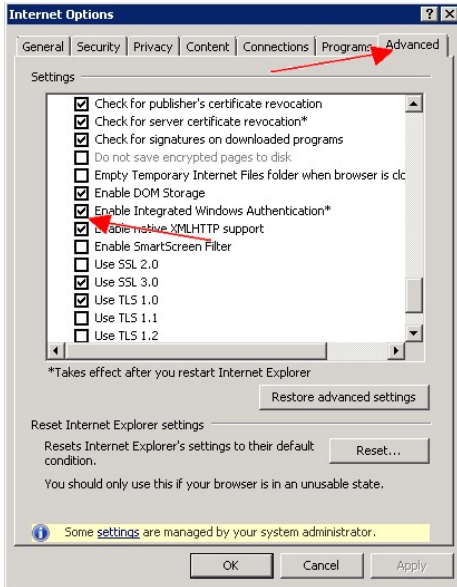 Internet Options
General Security Privacy Content Connections Programs Advanced
Settings
Check for publisher's certificate revocation
Check for server certificate revocation*
Check for signatures on downloaded programs
Do not save encrypted pages to disk
Empty Temporary Internet Files folder when browser is clo
Enable DOM Storage
Enable Integrated Windows Authentication*
Enable native XMLHTTP support
Enable SmartScreen Filter
Use SSL 2.0
Use SSL 3.0
Use TLS 1.0
Use TLS 1.1
Use TLS 1.2
*Takes effect after you restart Internet Explorer
Restore advanced settings
Reset Internet Explorer settings
Resets Internet Explorer's settings to their default
condition.
Reset...
You should only use this if your browser is in an unusable state.
Some settings are managed by your system administrator.
OK Cancel Apply